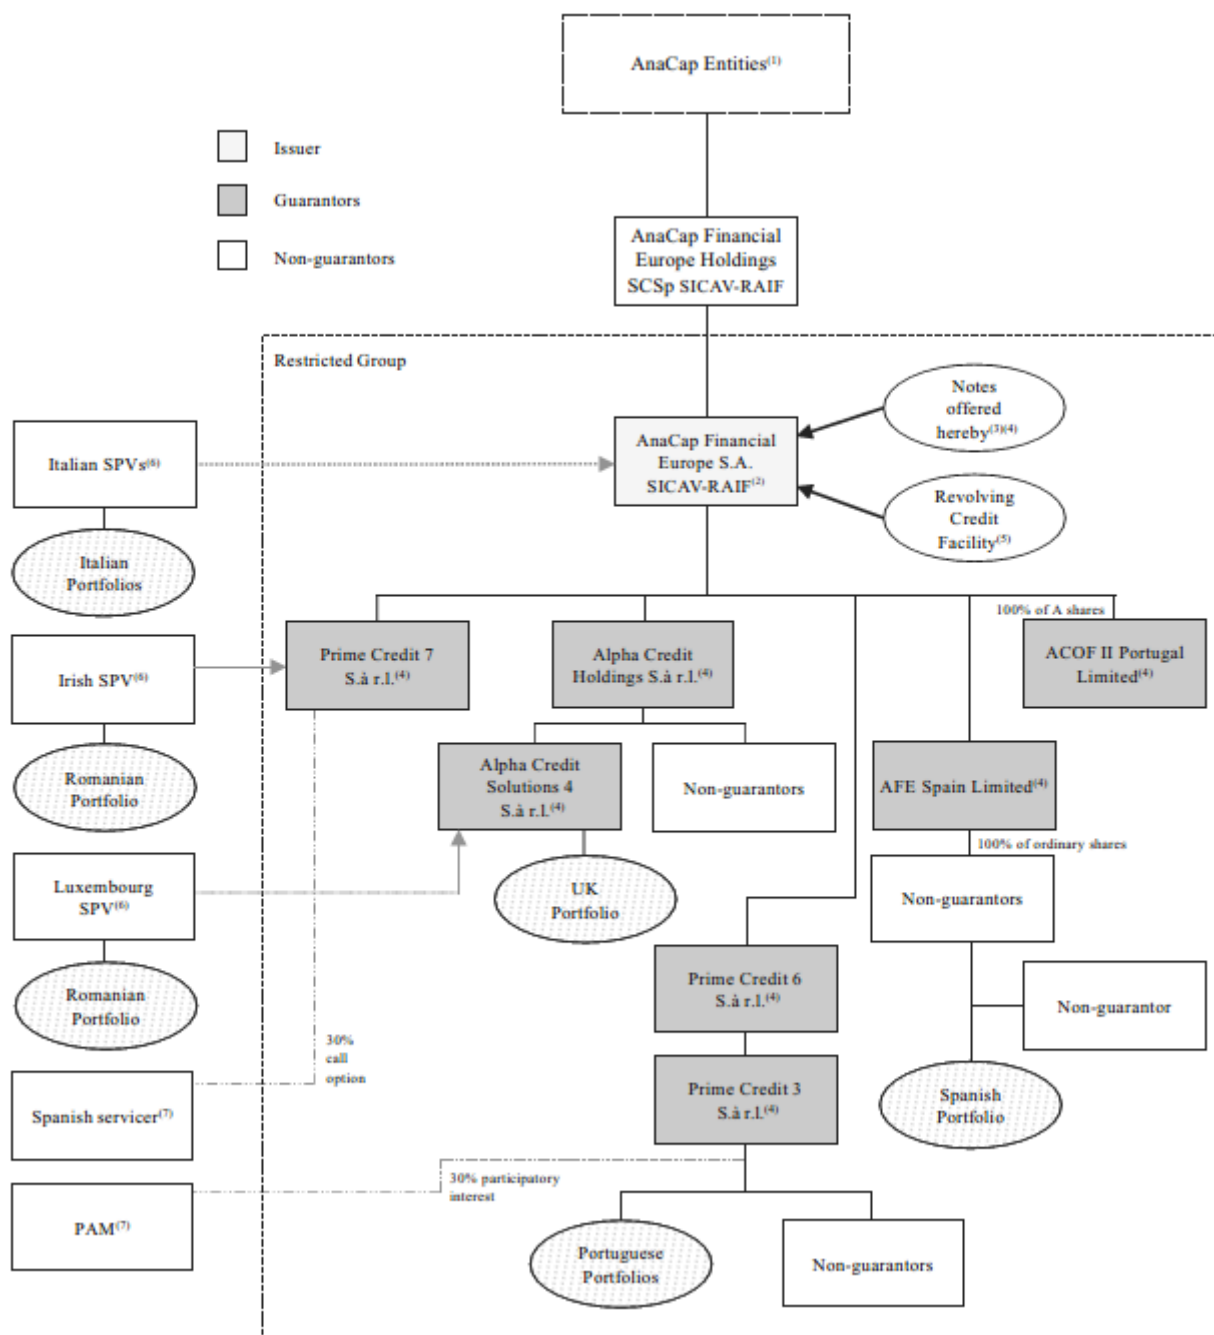 AnaCap Entities(1)
Issuer
Guarantors
Non-guarantors
AnaCap Financial
Europe Holdings
SCSp SICAV-RAIF
Restricted Group
Notes
offered
hereby(3)(4)
AnaCap Financial
Europe S.A.
SICAV-RAIF(2)
Revolving
Credit
Facility(5)
Italian SPVs(6)
Italian
Portfolios
100% of A shares
Prime Credit 7
S.à r.l.(4)
Alpha Credit
Holdings S.à r.l.(4)
ACOF II Portugal
Limited(4)
Irish SPV(6)
Romanian
Portfolio
Alpha Credit
Solutions 4
S.à r.l.(4)
Non-guarantors
AFE Spain Limited(4)
100% of ordinary shares
Luxembourg
SPV(6)
UK
Portfolio
Non-guarantors
Romanian
Portfolio
Prime Credit 6
S.à r.l.(4)
Non-guarantor
30%
call
option
Spanish servicer(7)
Prime Credit 3
S.à r.l.(4)
Spanish
Portfolio
30% participatory
interest
PAM(7)
Portuguese
Portfolios
Non-guarantors